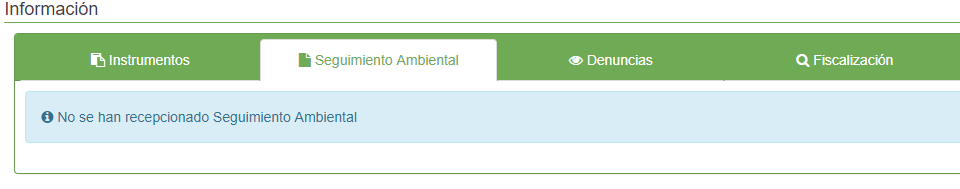 Información
Instrumentos
Seguimiento Ambiental
Denuncias
Fiscalización
No se han recepcionado Seguimiento Ambiental